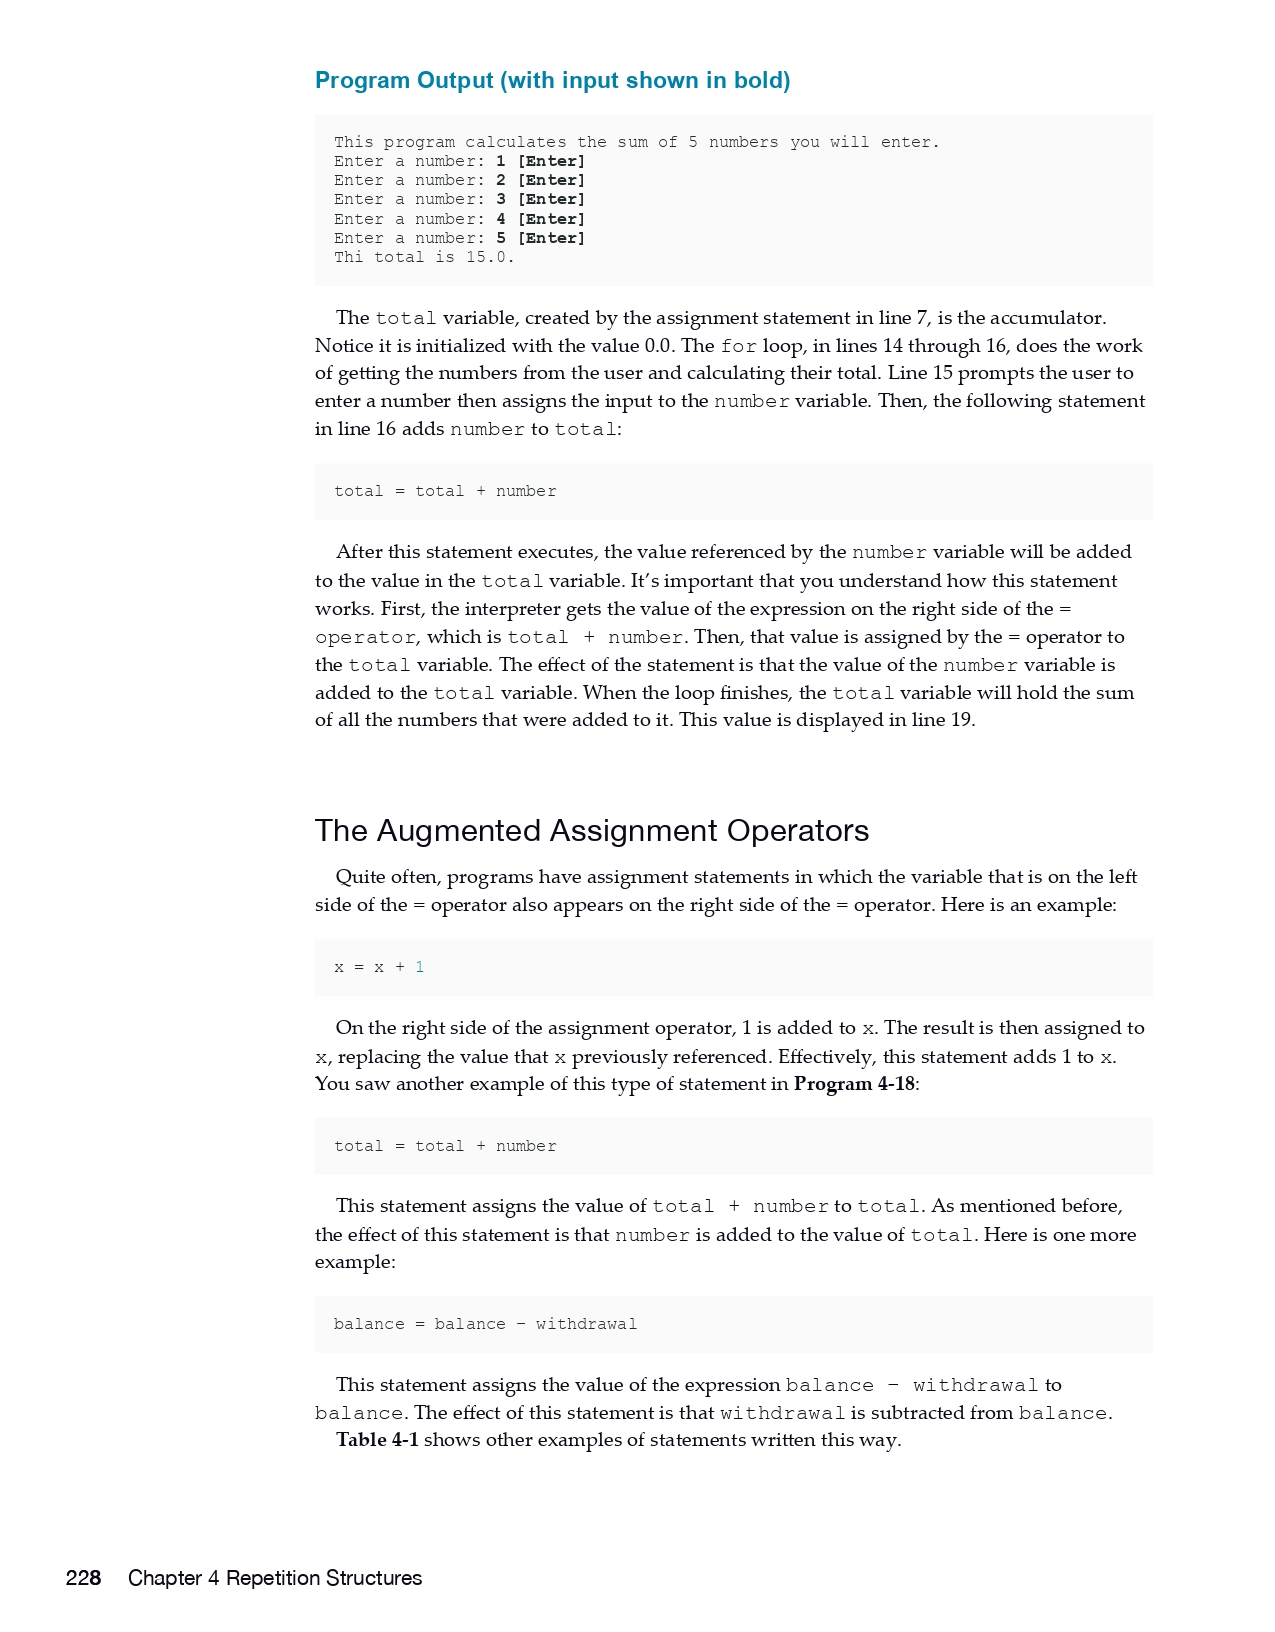 Program Output (with input shown in bold)
This program calculates the sum of 5 numbers you will enter.
Enter a number: 1 [Enter]
Enter a number: 2 [Enter]
Enter a number: 3 [Enter]
Enter a number: 4 [Enter]
Enter a number: 5 [Enter]
Thi total is 15.0.
The total variable, created by the assignment statement in line 7, is the accumulator.
Notice it is initialized with the value 0.0. The for loop, in lines 14 through 16, does the work
of getting the numbers from the user and calculating their total. Line 15 prompts the user to
enter a number then assigns the input to the number variable. Then, the following statement
in line 16 adds number to total:
total = total + number
After this statement executes, the value referenced by the number variable will be added
to the value in the total variable. It’s important that you understand how this statement
works. First, the interpreter gets the value of the expression on the right side of the =
operator, which is total + number. Then, that value is assigned by the = operator to
the total variable. The effect of the statement is that the value of the number variable is
added to the total variable. When the loop finishes, the total variable will hold the sum
of all the numbers that were added to it. This value is displayed in line 19.
The Augmented Assignment Operators
Quite often, programs have assignment statements in which the variable that is on the left
side of the = operator also appears on the right side of the = operator. Here is an example:
x = x + 1
On the right side of the assignment operator, 1 is added to x. The result is then assigned to
x, replacing the value that x previously referenced. Effectively, this statement adds 1 to x.
You saw another example of this type of statement in Program 4-18:
total = total + number
This statement assigns the value of total + number to total. As mentioned before,
the effect of this statement is that number is added to the value of total. Here is one more
example:
balance = balance − withdrawal
This statement assigns the value of the expression balance − withdrawal to
balance. The effect of this statement is that withdrawal is subtracted from balance.
Table 4-1 shows other examples of statements written this way.
228 Chapter 4 Repetition Structures